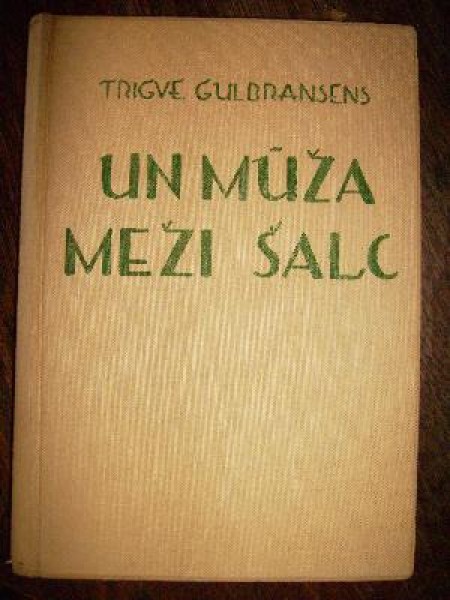 TRIGVE GULBRANSENS
UN MŪŽA
MEŽI ŠALC